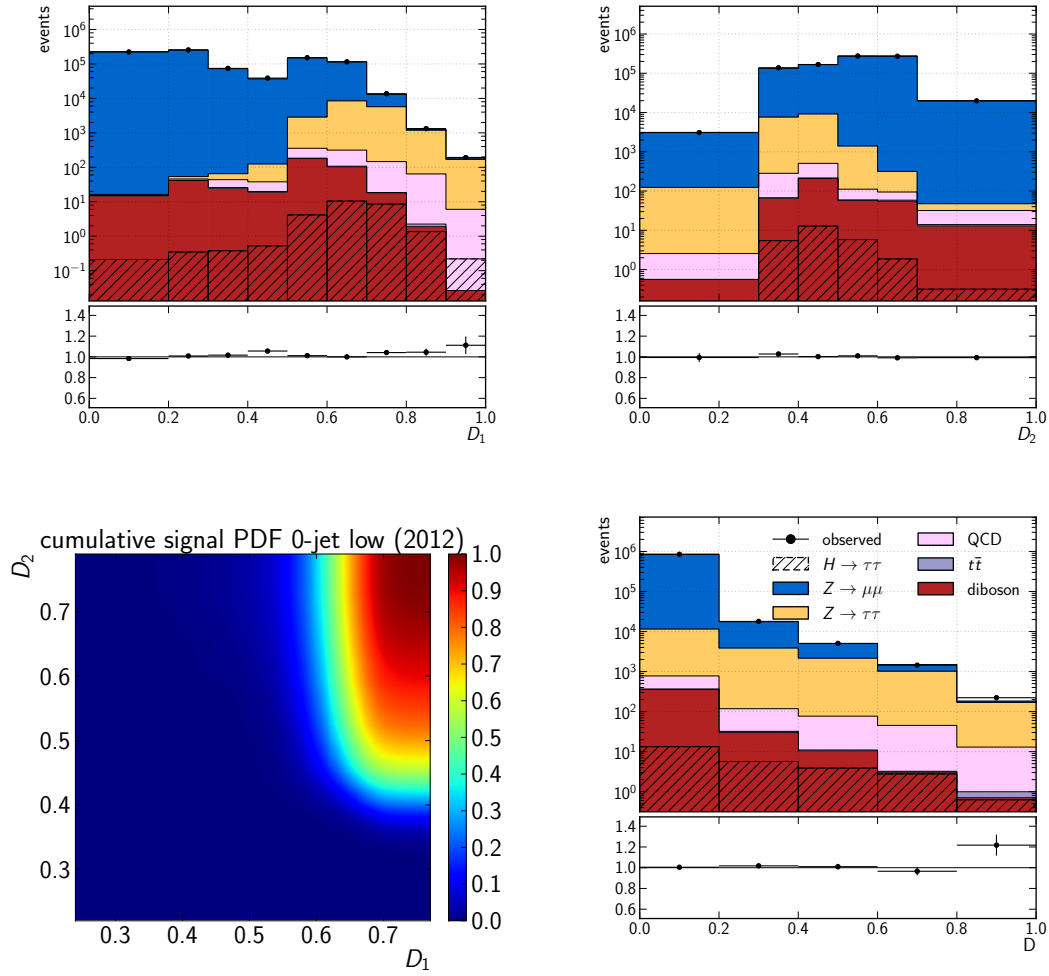 events
10^6
10^5
10^4
10^3
10^2
10^1
10^0
10^−1
1.4
1.2
1.0
0.8
0.6
0.0 0.2 0.4 0.6 0.8 1.0
D_1
events
10^6
10^5
10^4
10^3
10^2
10^1
10^0
1.4
1.2
1.0
0.8
0.6
0.0 0.2 0.4 0.6 0.8 1.0
D_2
cumulative signal PDF 0-jet low (2012)
D_2
0.7
0.6
0.5
0.4
0.3
0.3 0.4 0.5 0.6 0.7
D_1
1.0
0.9
0.8
0.7
0.6
0.5
0.4
0.3
0.2
0.1
0.0
events
10^6
10^5
10^4
10^3
10^2
10^1
10^0
observed
H → ττ
Z → μμ
Z → ττ
QCD
tt̄
diboson
1.4
1.2
1.0
0.8
0.6
0.0 0.2 0.4 0.6 0.8 1.0
D